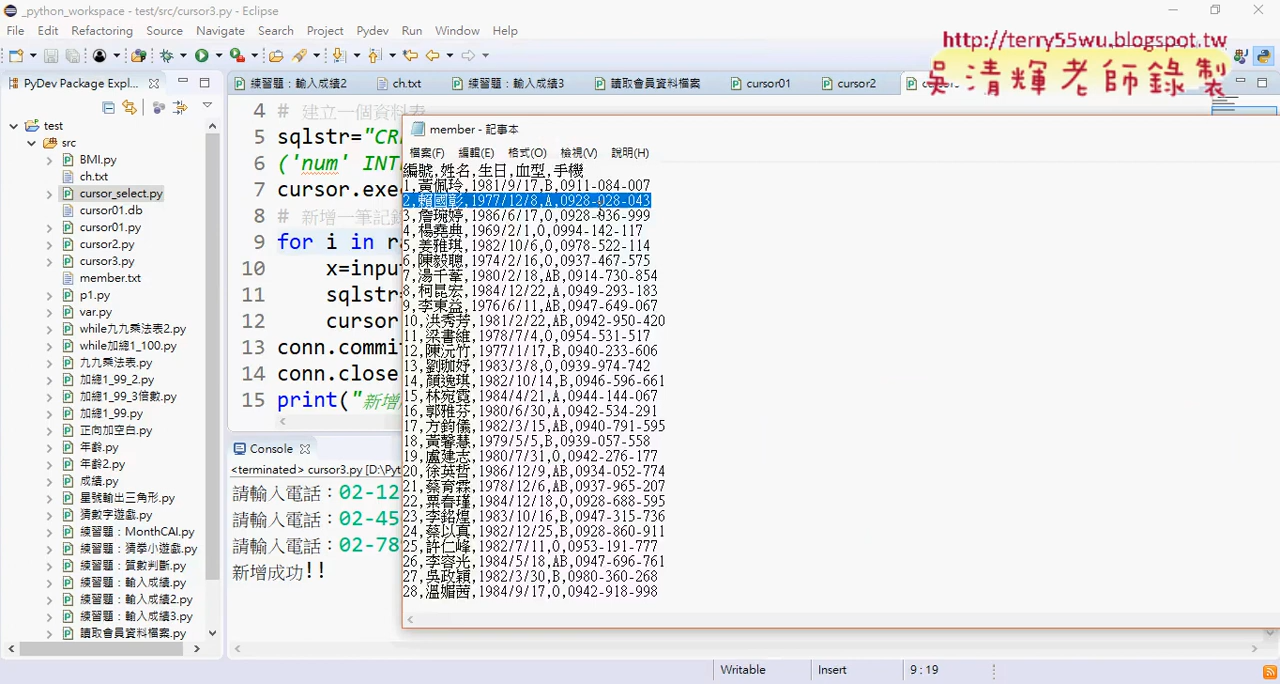 _python_workspace - test/src/cursor3.py - Eclipse
File Edit Refactoring Source Navigate Search Project Pydev Run Window Help
http://terry55wu.blogspot.tw
吳清輝老師錄製
PyDev Package Expl...
練習題：輸入成績2
ch.txt
練習題：輸入成績3
讀取會員資料檔案
cursor01
cursor2
test
src
BMI.py
ch.txt
cursor_select.py
cursor01.db
cursor01.py
cursor2.py
cursor3.py
member.txt
p1.py
var.py
while九九乘法表2.py
while加總1_100.py
九九乘法表.py
加總1_99_2.py
加總1_99_3倍數.py
加總1_99.py
正向加空白.py
年齡.py
年齡2.py
成績.py
星號輸出三角形.py
猜數字遊戲.py
練習題：MonthCAI.py
練習題：猜拳小遊戲.py
練習題：質數判斷.py
練習題：輸入成績.py
練習題：輸入成績2.py
練習題：輸入成績3.py
讀取會員資料檔案.py
4 # 建立一個資料表
5 sqlstr="CR
6 ('num' INT
7 cursor.exe
8 # 新增一筆記錄
9 for i in r
10 x=input
11 sqlstr=
12 cursor
13 conn.commi
14 conn.close
15 print("新增
Console
<terminated> cursor3.py [D:\Pyt
請輸入電話：02-12
請輸入電話：02-45
請輸入電話：02-78
新增成功!!
member - 記事本
檔案(F) 編輯(E) 格式(O) 檢視(V) 說明(H)
編號,姓名,生日,血型,手機
1,黃佩玲,1981/9/17,B,0911-084-007
2,賴國彰,1977/12/8,A,0928-028-043
3,詹琬婷,1986/6/17,O,0928-936-999
4,楊堯典,1969/2/1,O,0994-142-117
5,姜雅琪,1982/10/6,O,0978-522-114
6,陳毅聰,1974/2/16,O,0937-467-575
7,湯千葦,1980/2/18,AB,0914-730-854
8,柯昆宏,1984/12/22,A,0949-293-183
9,李東益,1976/6/11,AB,0947-649-067
10,洪秀芳,1981/2/22,AB,0942-950-420
11,梁書維,1978/7/4,O,0954-531-517
12,陳沅竹,1977/1/17,B,0940-233-606
13,劉珈妤,1983/3/8,O,0939-974-742
14,顏逸琪,1982/10/14,B,0946-596-661
15,林宛霓,1984/4/21,A,0944-144-067
16,郭雅芬,1980/6/30,A,0942-534-291
17,方鈞儀,1982/3/15,AB,0940-791-595
18,黃馨慧,1979/5/5,B,0939-057-558
19,盧建志,1980/7/31,O,0942-276-177
20,徐英哲,1986/12/9,AB,0934-052-774
21,蔡育霖,1978/12/6,AB,0937-965-207
22,葉春瑾,1984/12/18,O,0928-688-595
23,李銘煌,1983/10/16,O,0947-315-736
24,蔡以真,1982/12/25,B,0928-860-911
25,許仁峰,1982/7/11,O,0953-191-777
26,李容光,1984/5/18,AB,0947-696-761
27,吳政穎,1982/3/30,B,0980-360-268
28,溫媚茜,1984/9/17,O,0942-918-998
Writable Insert 9 : 19